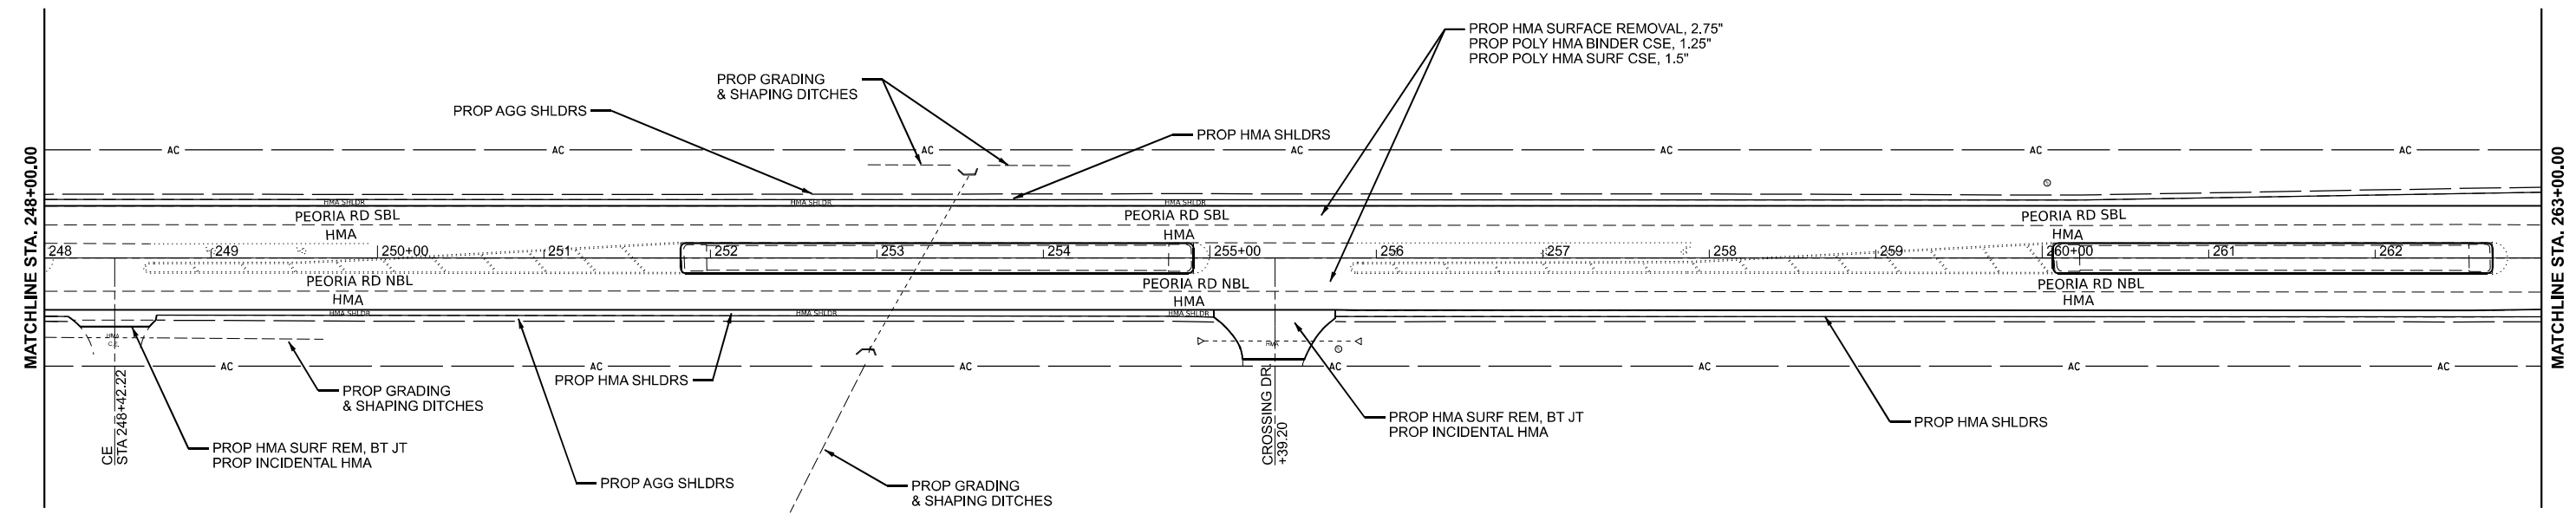 PROP HMA SURFACE REMOVAL, 2.75"
PROP POLY HMA BINDER CSE, 1.25"
PROP POLY HMA SURF CSE, 1.5"
PROP GRADING
& SHAPING DITCHES
PROP AGG SHLDRS
PROP HMA SHLDRS
MATCHLINE STA. 248+00.00
AC AC AC AC AC AC AC
HMA SHLDR HMA SHLDR HMA SHLDR
PEORIA RD SBL PEORIA RD SBL PEORIA RD SBL
HMA HMA HMA
248 249 250+00 251 252 253 254 255+00 256 257 258 259 260+00 261 262
PEORIA RD NBL PEORIA RD NBL PEORIA RD NBL
HMA HMA HMA
HMA SHLDR HMA SHLDR HMA SHLDR
HMA
C.E.
HMA
AC AC AC AC AC AC AC
MATCHLINE STA. 263+00.00
CE
STA 248+42.22
PROP GRADING
& SHAPING DITCHES
PROP HMA SHLDRS
CROSSING DR.
+39.20
PROP HMA SURF REM, BT JT
PROP INCIDENTAL HMA
PROP HMA SHLDRS
PROP HMA SURF REM, BT JT
PROP INCIDENTAL HMA
PROP AGG SHLDRS
PROP GRADING
& SHAPING DITCHES